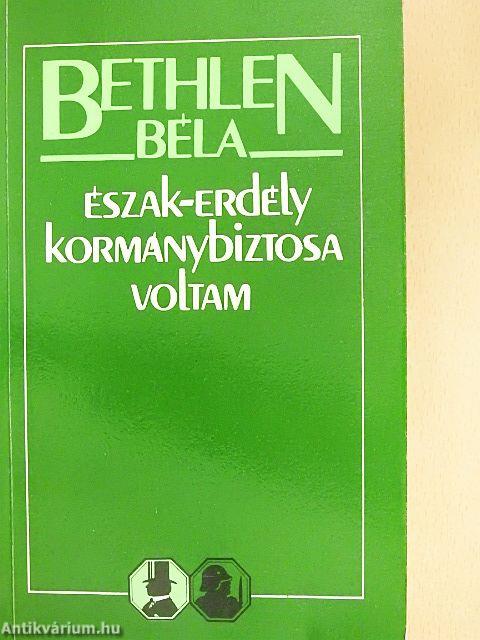 BETHLEN
BÉLA
ÉSZAK-ERDÉLY
KORMÁNYBIZTOSA
VOLTAM
Antikvárium.hu